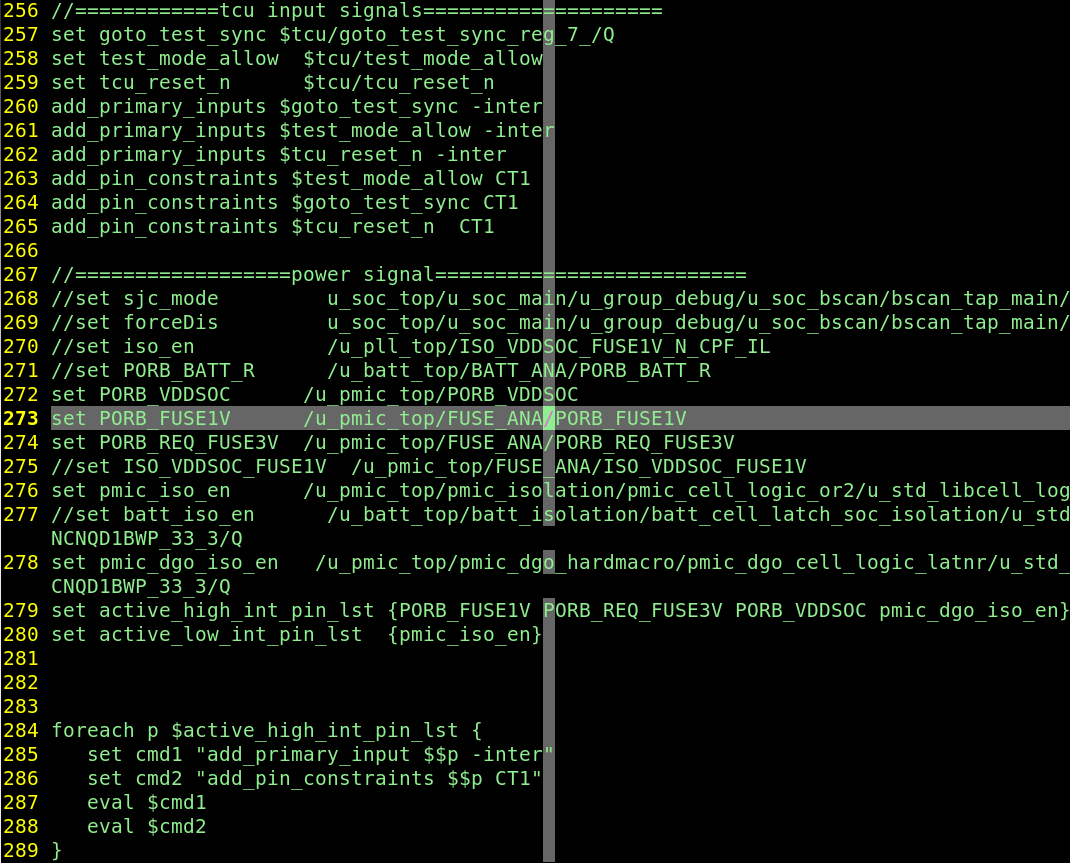 256 //============tcu input signals====================
257 set goto_test_sync $tcu/goto_test_sync_reg_7_/Q
258 set test_mode_allow  $tcu/test_mode_allow
259 set tcu_reset_n      $tcu/tcu_reset_n
260 add_primary_inputs $goto_test_sync -inter
261 add_primary_inputs $test_mode_allow -inter
262 add_primary_inputs $tcu_reset_n -inter
263 add_pin_constraints $test_mode_allow CT1
264 add_pin_constraints $goto_test_sync CT1
265 add_pin_constraints $tcu_reset_n  CT1
266
267 //==================power signal==========================
268 //set sjc_mode         u_soc_top/u_soc_main/u_group_debug/u_soc_bscan/bscan_tap_main/
269 //set forceDis         u_soc_top/u_soc_main/u_group_debug/u_soc_bscan/bscan_tap_main/
270 //set iso_en           /u_pll_top/ISO_VDDSOC_FUSE1V_N_CPF_IL
271 //set PORB_BATT_R      /u_batt_top/BATT_ANA/PORB_BATT_R
272 set PORB_VDDSOC      /u_pmic_top/PORB_VDDSOC
273 set PORB_FUSE1V      /u_pmic_top/FUSE_ANA/PORB_FUSE1V
274 set PORB_REQ_FUSE3V  /u_pmic_top/FUSE_ANA/PORB_REQ_FUSE3V
275 //set ISO_VDDSOC_FUSE1V  /u_pmic_top/FUSE_ANA/ISO_VDDSOC_FUSE1V
276 set pmic_iso_en      /u_pmic_top/pmic_isolation/pmic_cell_logic_or2/u_std_libcell_log
277 //set batt_iso_en      /u_batt_top/batt_isolation/batt_cell_latch_soc_isolation/u_std
NCNQD1BWP_33_3/Q
278 set pmic_dgo_iso_en   /u_pmic_top/pmic_dgo_hardmacro/pmic_dgo_cell_logic_latnr/u_std_
CNQD1BWP_33_3/Q
279 set active_high_int_pin_lst {PORB_FUSE1V PORB_REQ_FUSE3V PORB_VDDSOC pmic_dgo_iso_en}
280 set active_low_int_pin_lst  {pmic_iso_en}
281
282
283
284 foreach p $active_high_int_pin_lst {
285    set cmd1 "add_primary_input $$p -inter"
286    set cmd2 "add_pin_constraints $$p CT1"
287    eval $cmd1
288    eval $cmd2
289 }